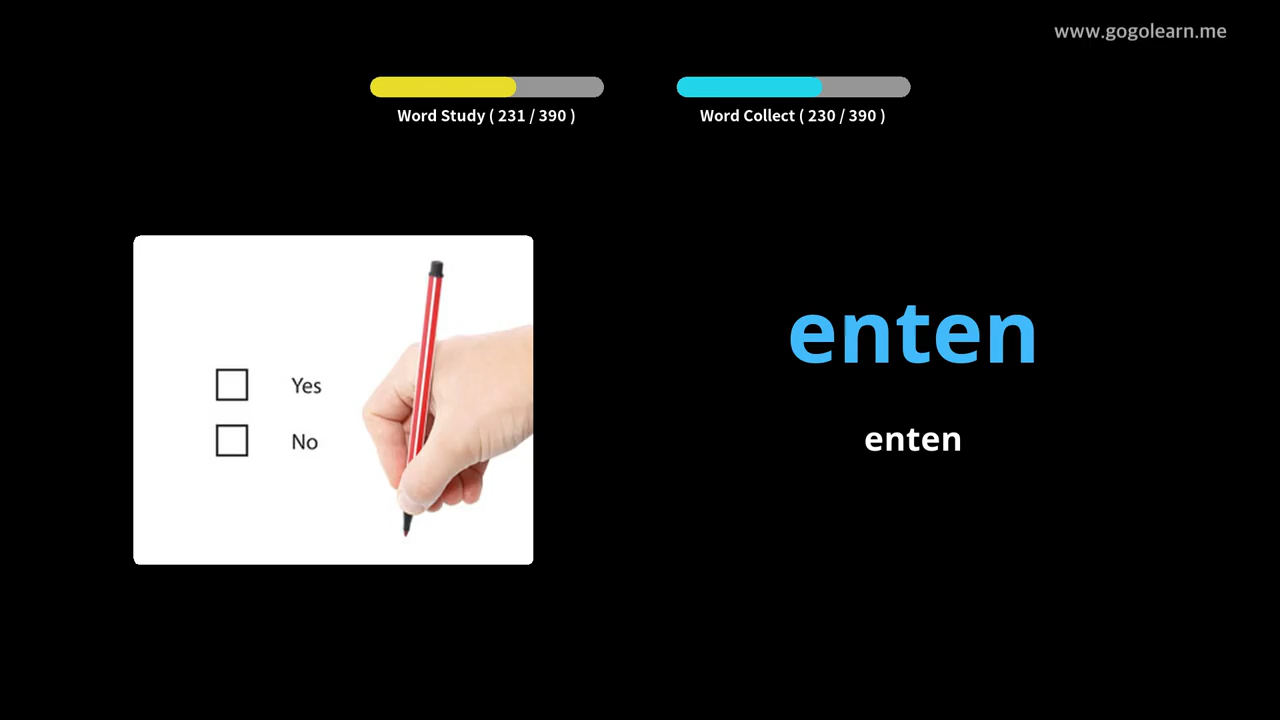 www.gogolearn.me
Word Study ( 231 / 390 )
Word Collect ( 230 / 390 )
Yes
No
enten
enten